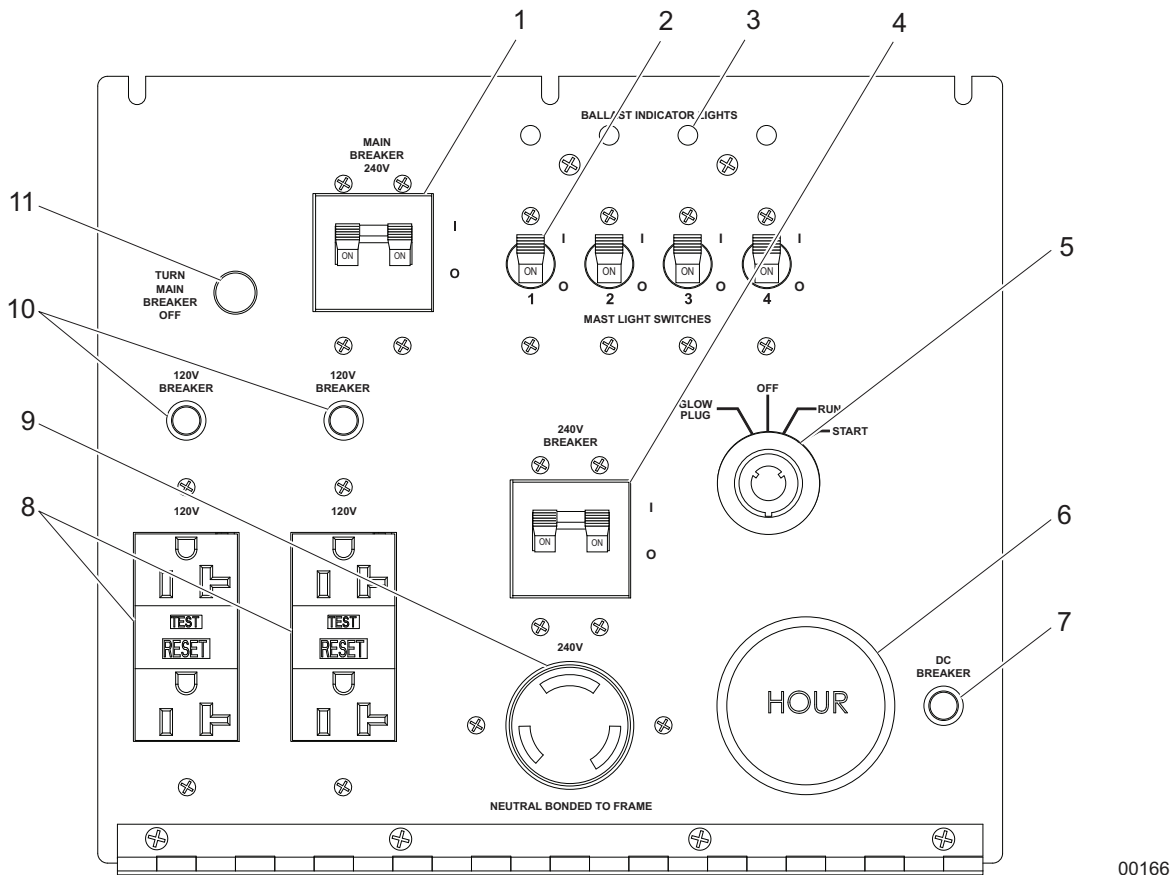 1
2
3
4
BALLAST INDICATOR LIGHTS
MAIN
BREAKER
240V
11
I
I
I
I
I
5
ON
ON
ON
ON
ON
ON
O
O
O
O
O
TURN
MAIN
BREAKER
OFF
1
2
3
4
MAST LIGHT SWITCHES
10
120V
BREAKER
120V
BREAKER
OFF
GLOW
PLUG
RUN
START
9
240V
BREAKER
8
120V
120V
I
6
ON
ON
O
TEST
TEST
RESET
RESET
240V
7
DC
BREAKER
HOUR
NEUTRAL BONDED TO FRAME
00166